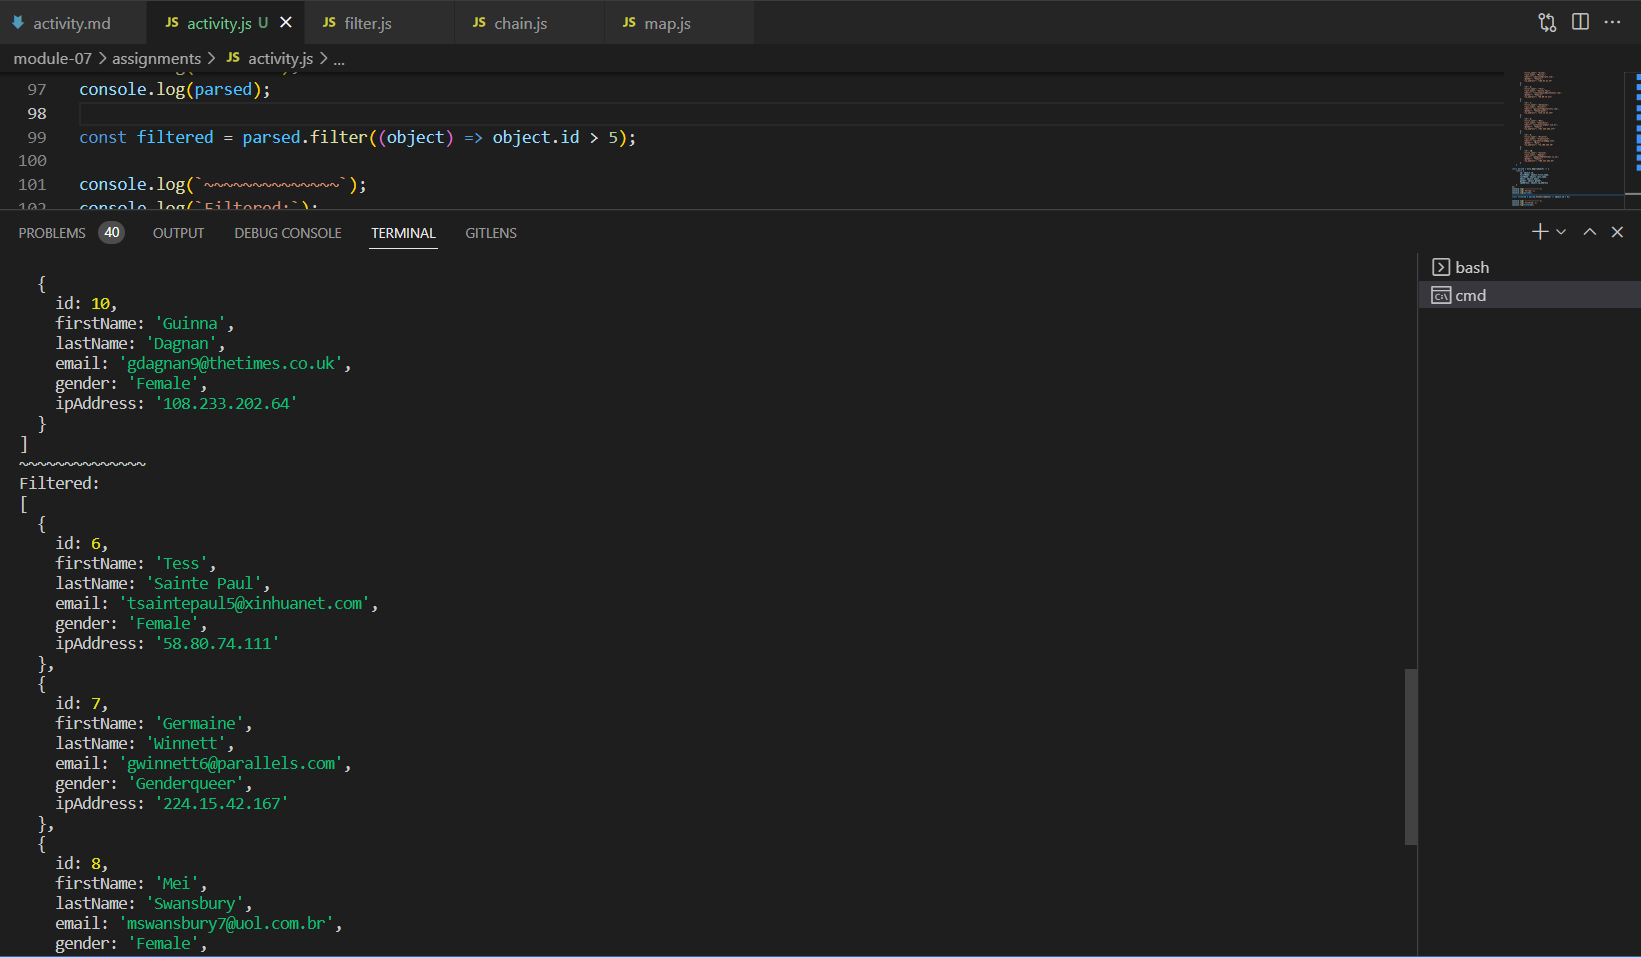 activity.md
JS activity.js U
JS filter.js
JS chain.js
JS map.js
module-07 > assignments > JS activity.js > ...
97 console.log(parsed);
98
99 const filtered = parsed.filter((object) => object.id > 5);
100
101 console.log(`~~~~~~~~~~~~~~~`);
102 console.log(`Filtered:`);
PROBLEMS 40 OUTPUT DEBUG CONSOLE TERMINAL GITLENS
bash
cmd
{
id: 10,
firstName: 'Guinna',
lastName: 'Dagnan',
email: 'gdagnan9@thetimes.co.uk',
gender: 'Female',
ipAddress: '108.233.202.64'
}
]
~~~~~~~~~~~~~~
Filtered:
[
{
id: 6,
firstName: 'Tess',
lastName: 'Sainte Paul',
email: 'tsaintepaul5@xinhuanet.com',
gender: 'Female',
ipAddress: '58.80.74.111'
},
{
id: 7,
firstName: 'Germaine',
lastName: 'Winnett',
email: 'gwinnett6@parallels.com',
gender: 'Genderqueer',
ipAddress: '224.15.42.167'
},
{
id: 8,
firstName: 'Mei',
lastName: 'Swansbury',
email: 'mswansbury7@uol.com.br',
gender: 'Female',